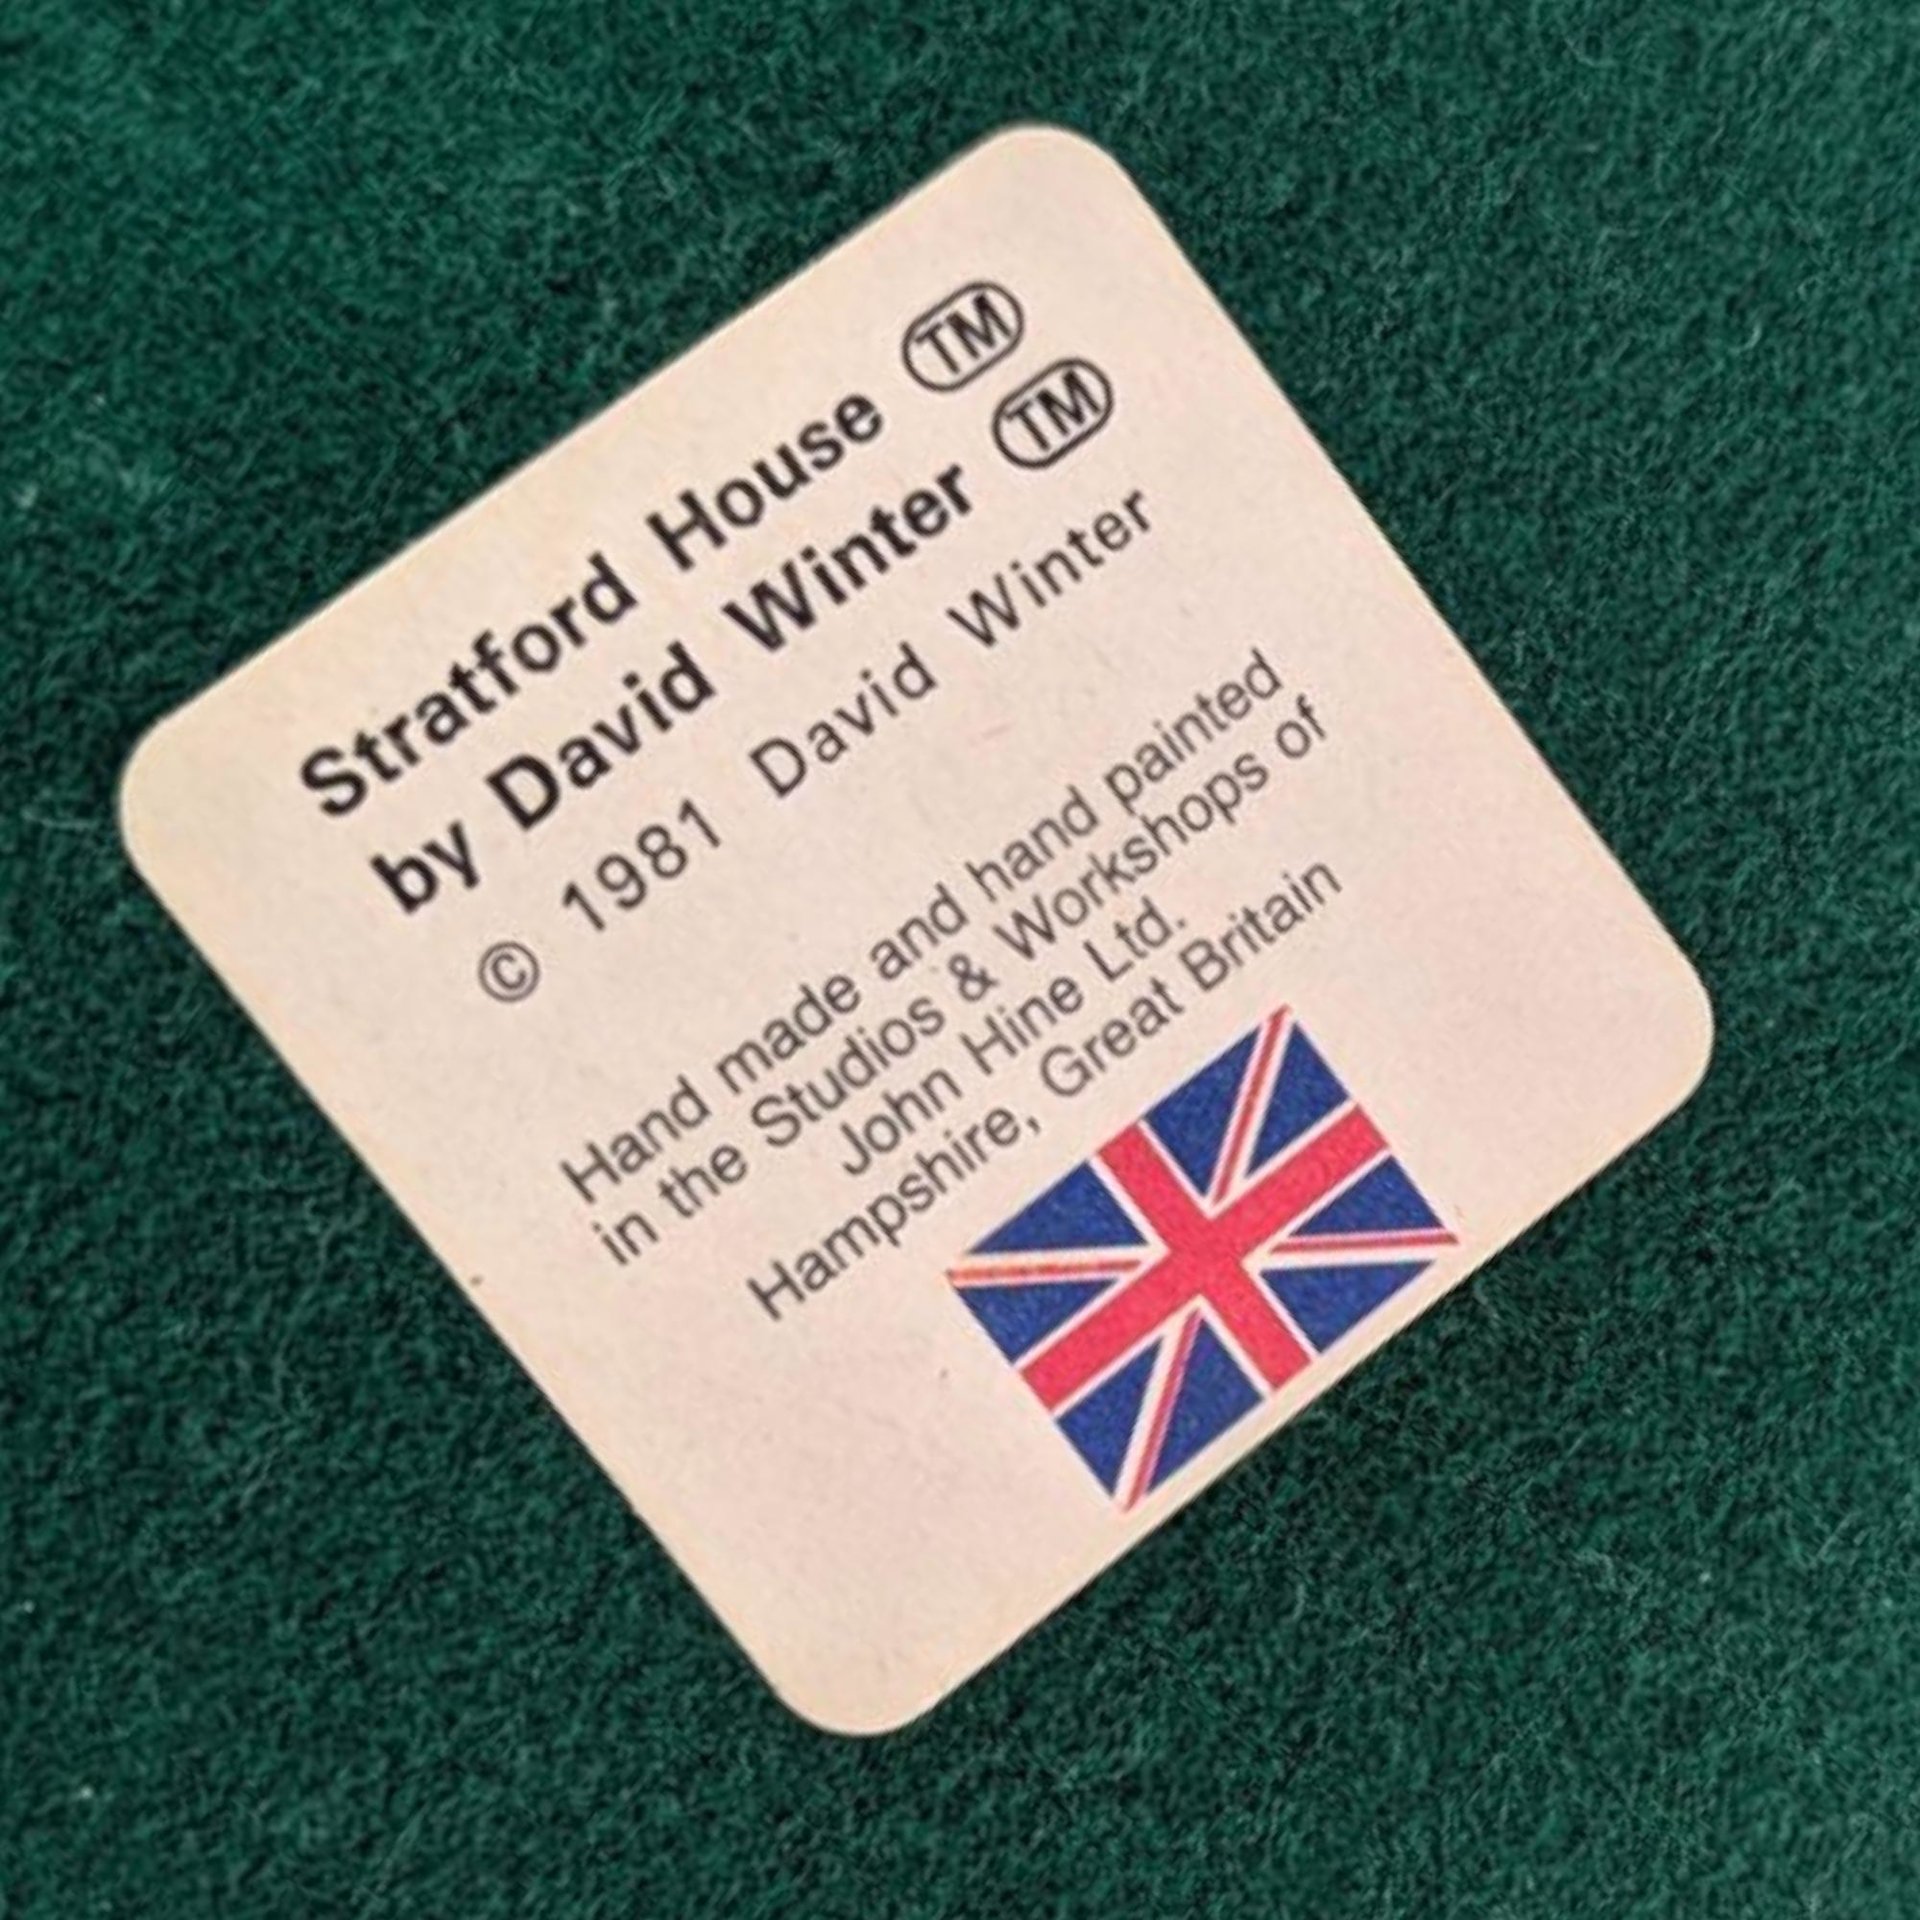 Stratford House TM
by David Winter TM
© 1981 David Winter
Hand made and hand painted
in the Studios & Workshops of
John Hine Ltd.
Hampshire, Great Britain